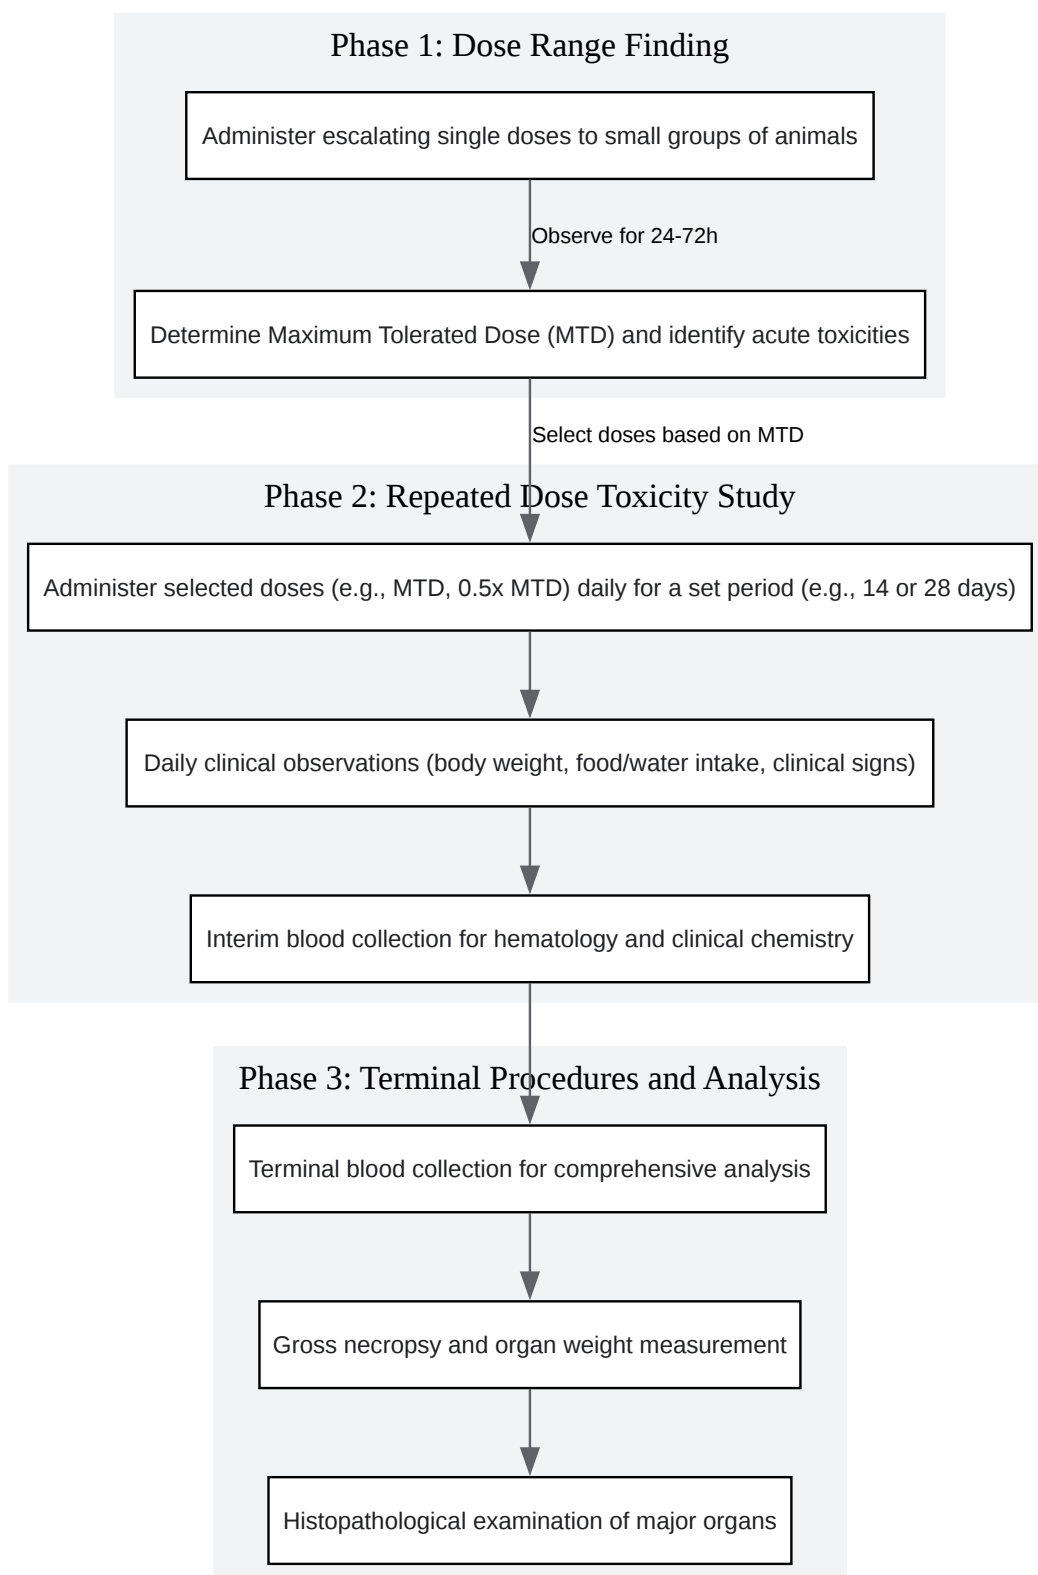 Phase 1: Dose Range Finding
Administer escalating single doses to small groups of animals
Observe for 24-72h
Determine Maximum Tolerated Dose (MTD) and identify acute toxicities
Select doses based on MTD
Phase 2: Repeated Dose Toxicity Study
Administer selected doses (e.g., MTD, 0.5x MTD) daily for a set period (e.g., 14 or 28 days)
Daily clinical observations (body weight, food/water intake, clinical signs)
Interim blood collection for hematology and clinical chemistry
Phase 3: Terminal Procedures and Analysis
Terminal blood collection for comprehensive analysis
Gross necropsy and organ weight measurement
Histopathological examination of major organs